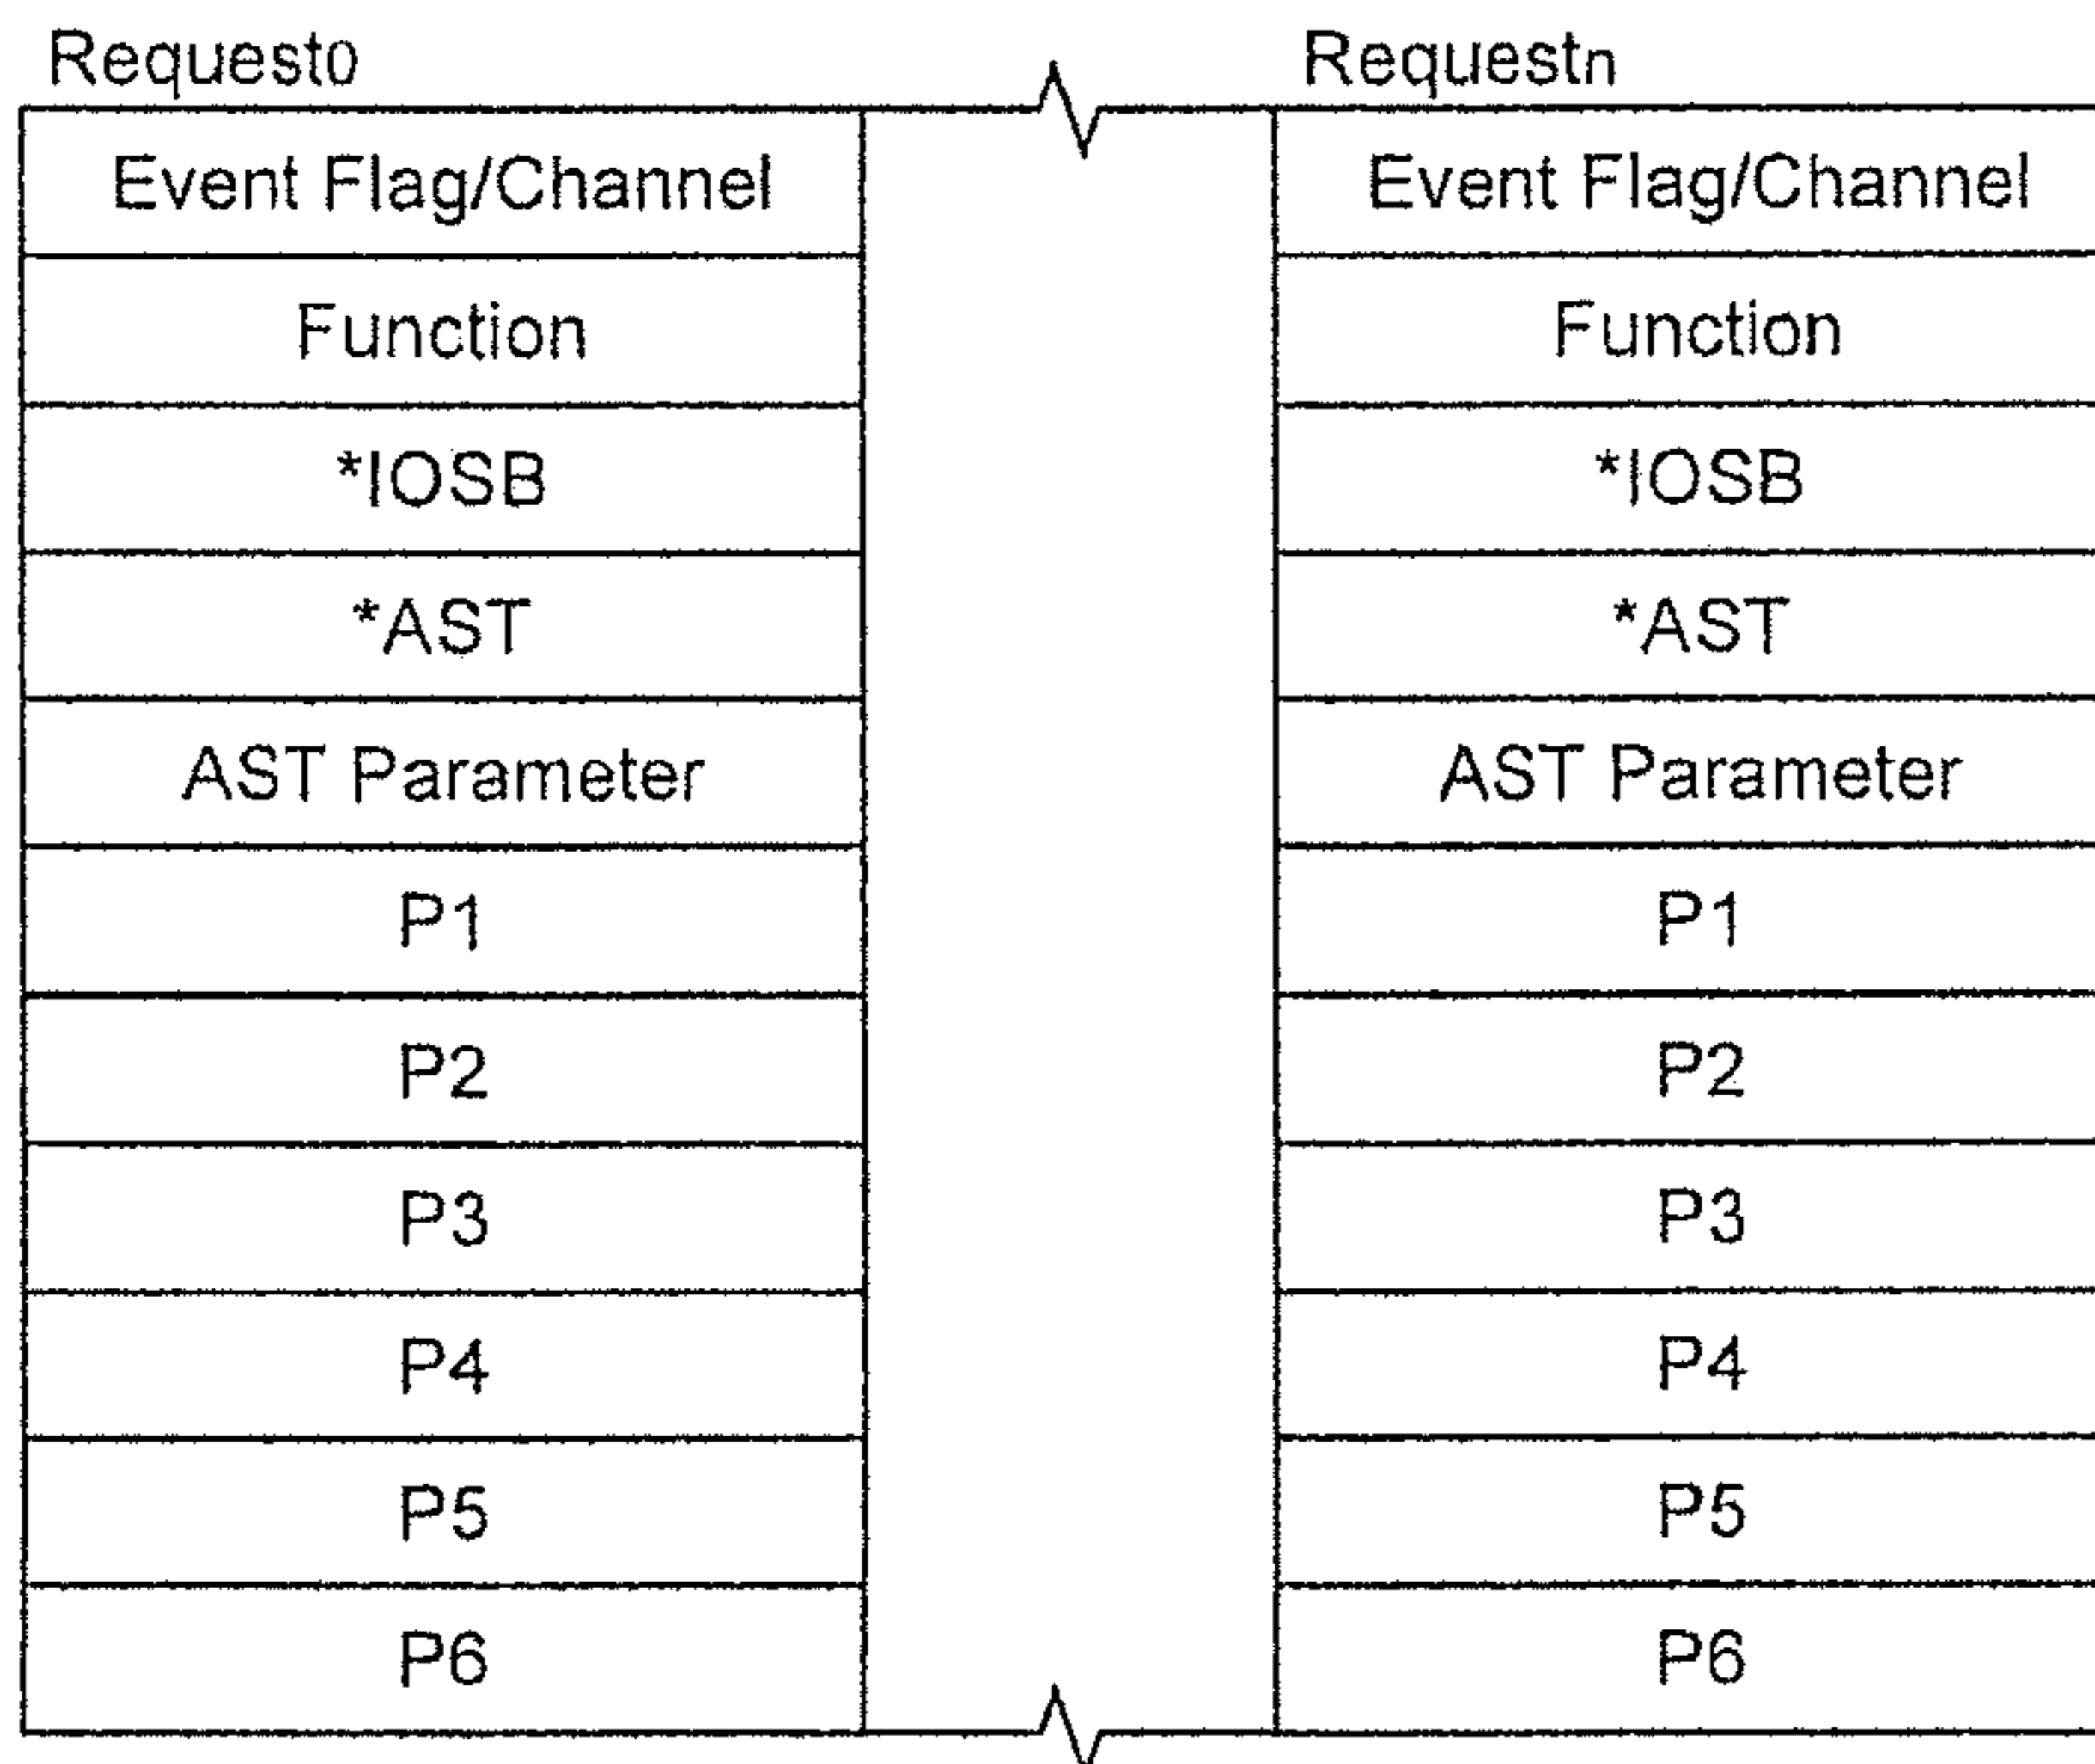 Request0
Event Flag/Channel
Function
*IOSB
*AST
AST Parameter
P1
P2
P3
P4
P5
P6
Requestn
Event Flag/Channel
Function
*IOSB
*AST
AST Parameter
P1
P2
P3
P4
P5
P6